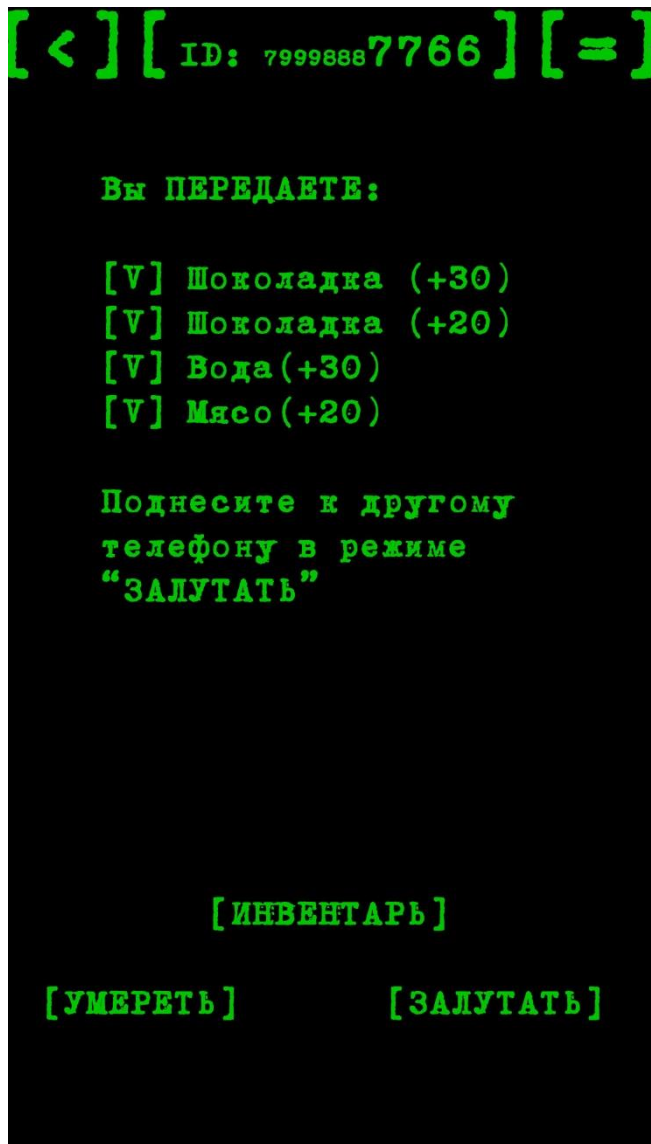 [ < ] [ ID: 79998887766 ] [ = ]
Вы ПЕРЕДАЕТЕ:
[V] Шоколадка (+30)
[V] Шоколадка (+20)
[V] Вода(+30)
[V] Мясо(+20)
Поднесите к другому
телефону в режиме
“ЗАЛУТАТЬ”
[ИНВЕНТАРЬ]
[УМЕРЕТЬ] [ЗАЛУТАТЬ]